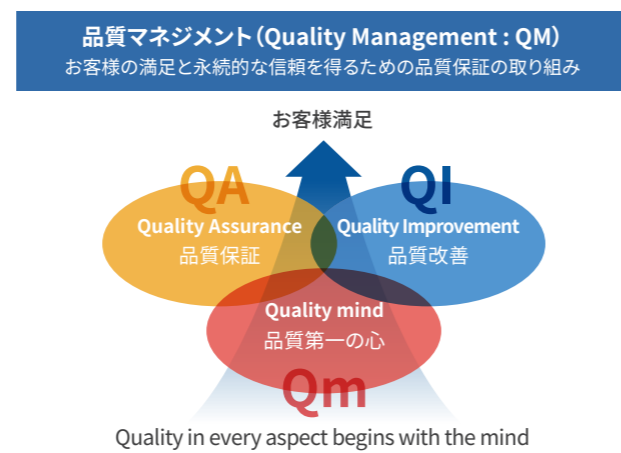 品質マネジメント（Quality Management : QM）
お客様の満足と永続的な信頼を得るための品質保証の取り組み
お客様満足
QA
Quality Assurance
品質保証
QI
Quality Improvement
品質改善
Quality mind
品質第一の心
Qm
Quality in every aspect begins with the mind